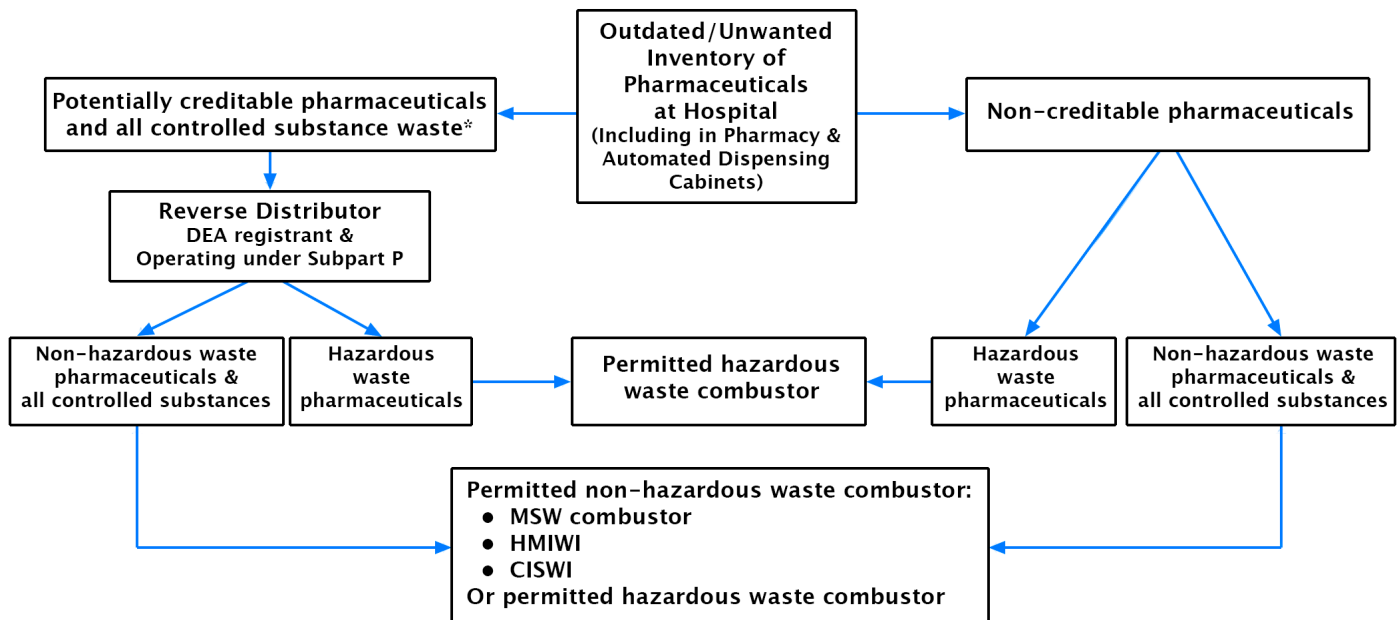 Outdated/Unwanted
Inventory of
Pharmaceuticals
at Hospital
(Including in Pharmacy &
Automated Dispensing
Cabinets)
Potentially creditable pharmaceuticals
and all controlled substance waste*
Non-creditable pharmaceuticals
Reverse Distributor
DEA registrant &
Operating under Subpart P
Non-hazardous waste
pharmaceuticals &
all controlled substances
Hazardous
waste
pharmaceuticals
Permitted hazardous
waste combustor
Hazardous
waste
pharmaceuticals
Non-hazardous waste
pharmaceuticals &
all controlled substances
Permitted non-hazardous waste combustor:
● MSW combustor
● HMIWI
● CISWI
Or permitted hazardous waste combustor